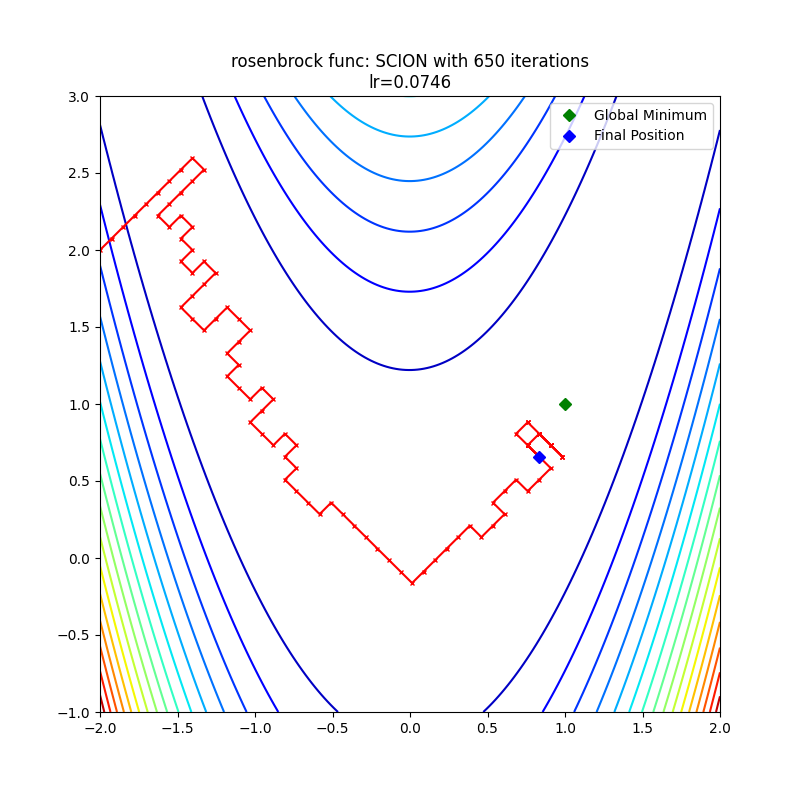 rosenbrock func: SCION with 650 iterations
lr=0.0746
Global Minimum
Final Position
3.0
2.5
2.0
1.5
1.0
0.5
0.0
−0.5
−1.0
−2.0 −1.5 −1.0 −0.5 0.0 0.5 1.0 1.5 2.0